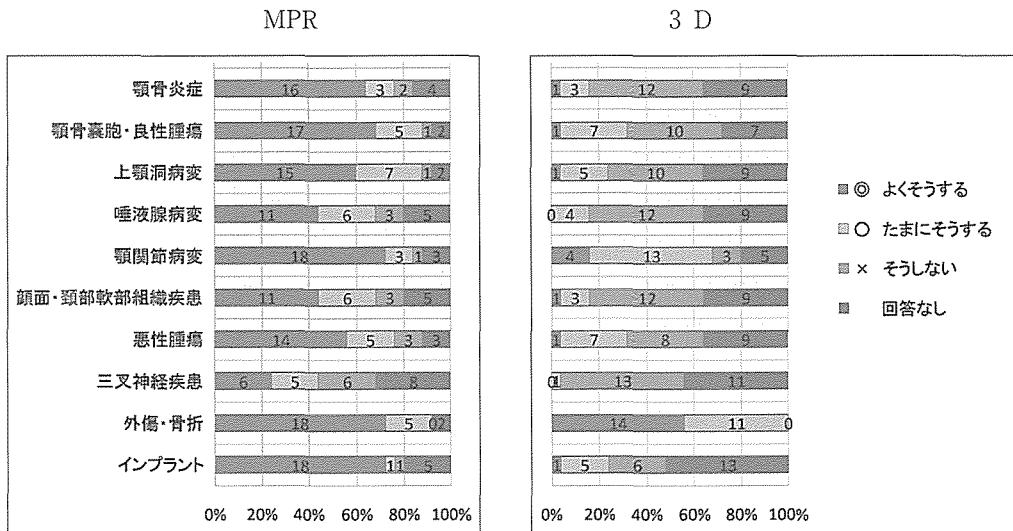 MPR 3 D
顎骨炎症 16 3 2 4 1 3 12 9
顎骨嚢胞・良性腫瘍 17 5 1 2 1 7 10 7
上顎洞病変 15 7 1 2 1 5 10 9
唾液腺病変 11 6 3 5 0 4 12 9
顎関節病変 18 3 1 3 4 13 3 5
顔面・頚部軟部組織疾患 11 6 3 5 1 3 12 9
悪性腫瘍 14 5 3 3 1 7 8 9
三叉神経疾患 6 5 6 8 0 1 13 11
外傷・骨折 18 5 0 2 14 11 0
インプラント 18 1 1 5 1 5 6 13
0% 20% 40% 60% 80% 100% 0% 20% 40% 60% 80% 100%
◎ よくそうする
○ たまにそうする
× そうしない
回答なし